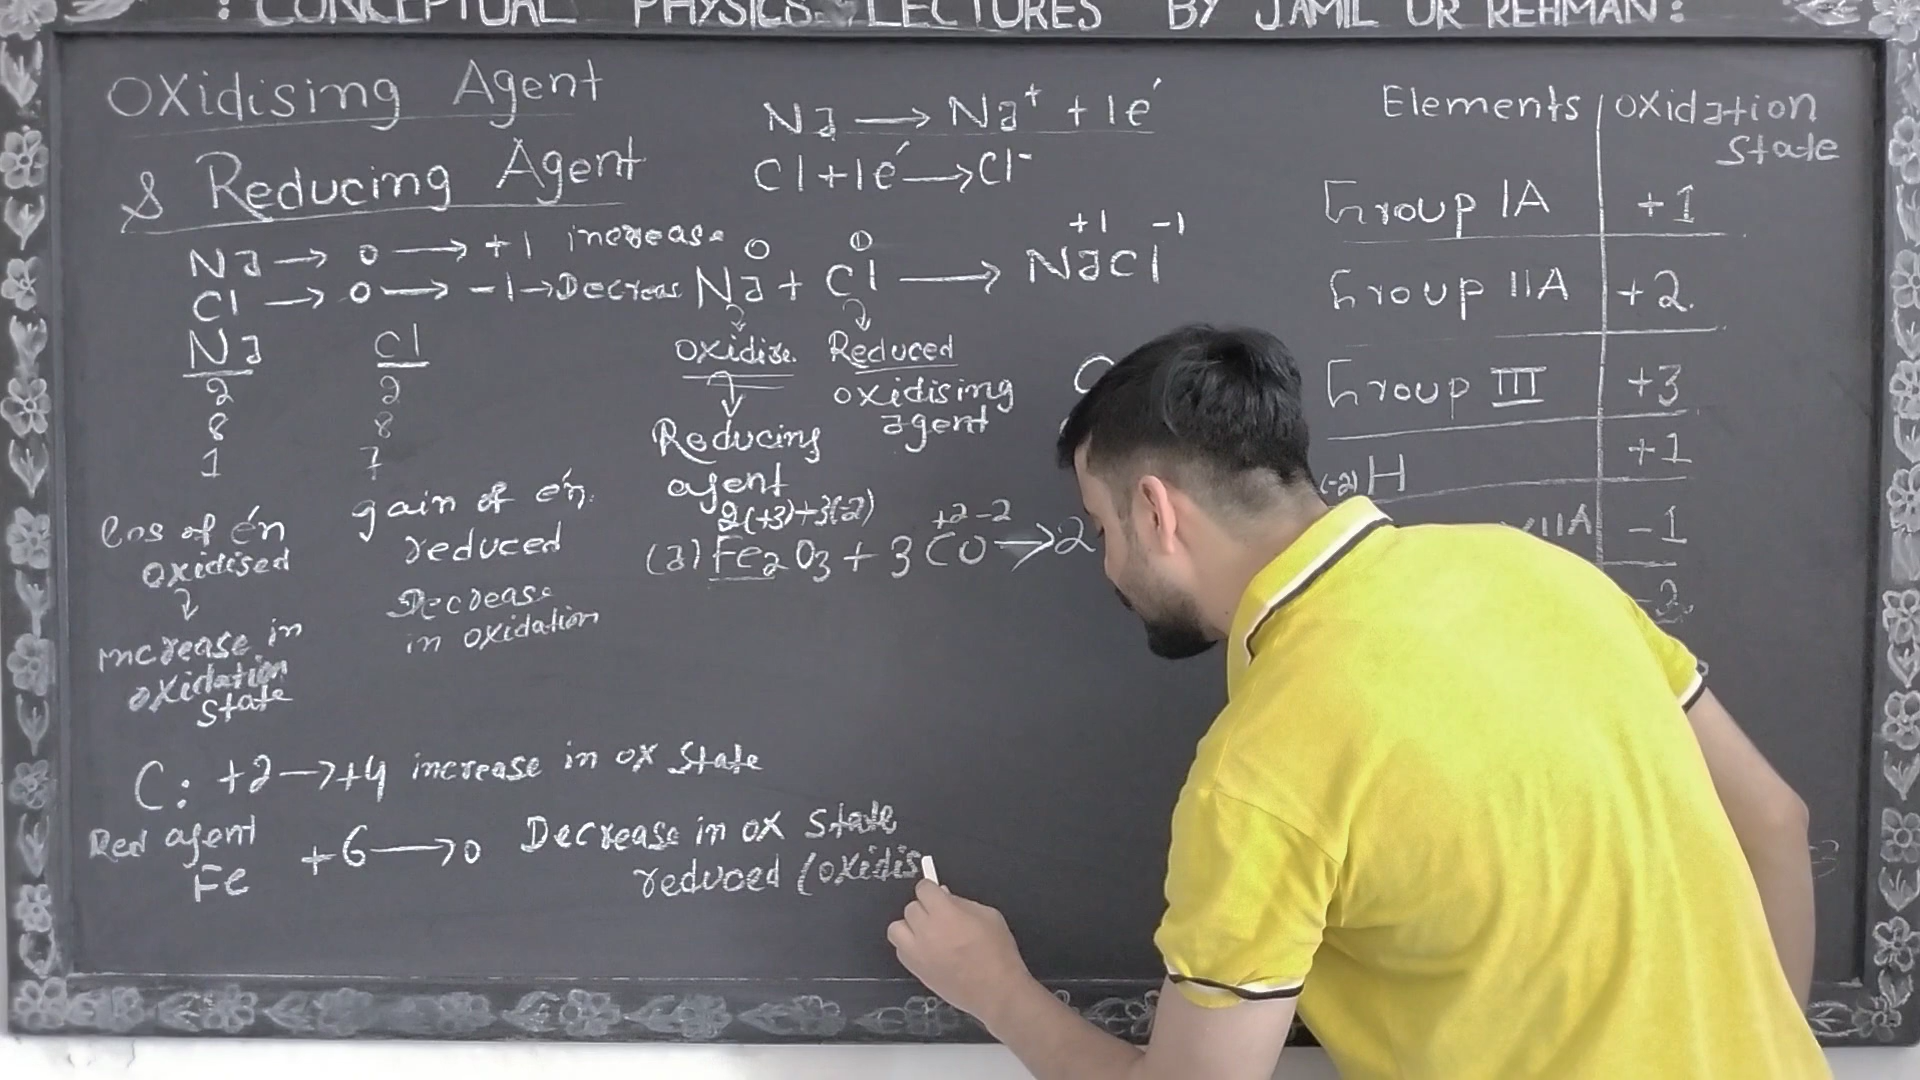 : CONCEPTUAL PHYSICS LECTURES BY JAMIL UR REHMAN :
Oxidising Agent
& Reducing Agent
Na → Na⁺ + 1e⁻
Cl + 1e⁻ → Cl⁻
Na → 0 → +1 increase
Cl → 0 → -1 → Decreas
0 0 +1 -1
Na + Cl → NaCl
Na Cl
2 2
8 8
1 7
oxidise. Reduced
oxidising
agent
Reducing
agent
los of e'n
oxidised
increase in
oxidation
state
gain of e'n.
reduced
Decrease
in oxidation
2(+3)+3(-2) +2 -2
(a) Fe₂O₃ + 3 CO → 2
C: +2 → +4 increase in ox state
Red agent
Fe +6 → 0 Decrease in ox state
reduced (oxidis
Elements oxidation
state
Group IA +1
Group IIA +2
Group III +3
(-2) H +1
VIIA -1
-2